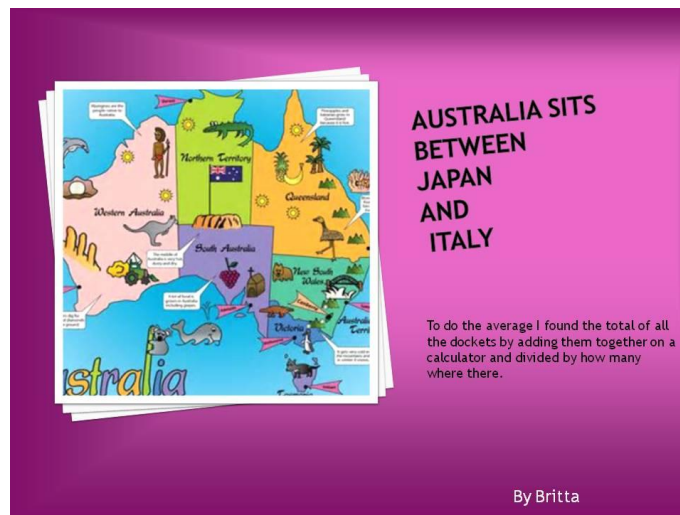 AUSTRALIA SITS
BETWEEN
JAPAN
AND
ITALY
To do the average I found the total of all
the dockets by adding them together on a
calculator and divided by how many
where there.
By Britta
Northern Territory
Western Australia
Queensland
South Australia
New South
Wales
Victoria
stralia